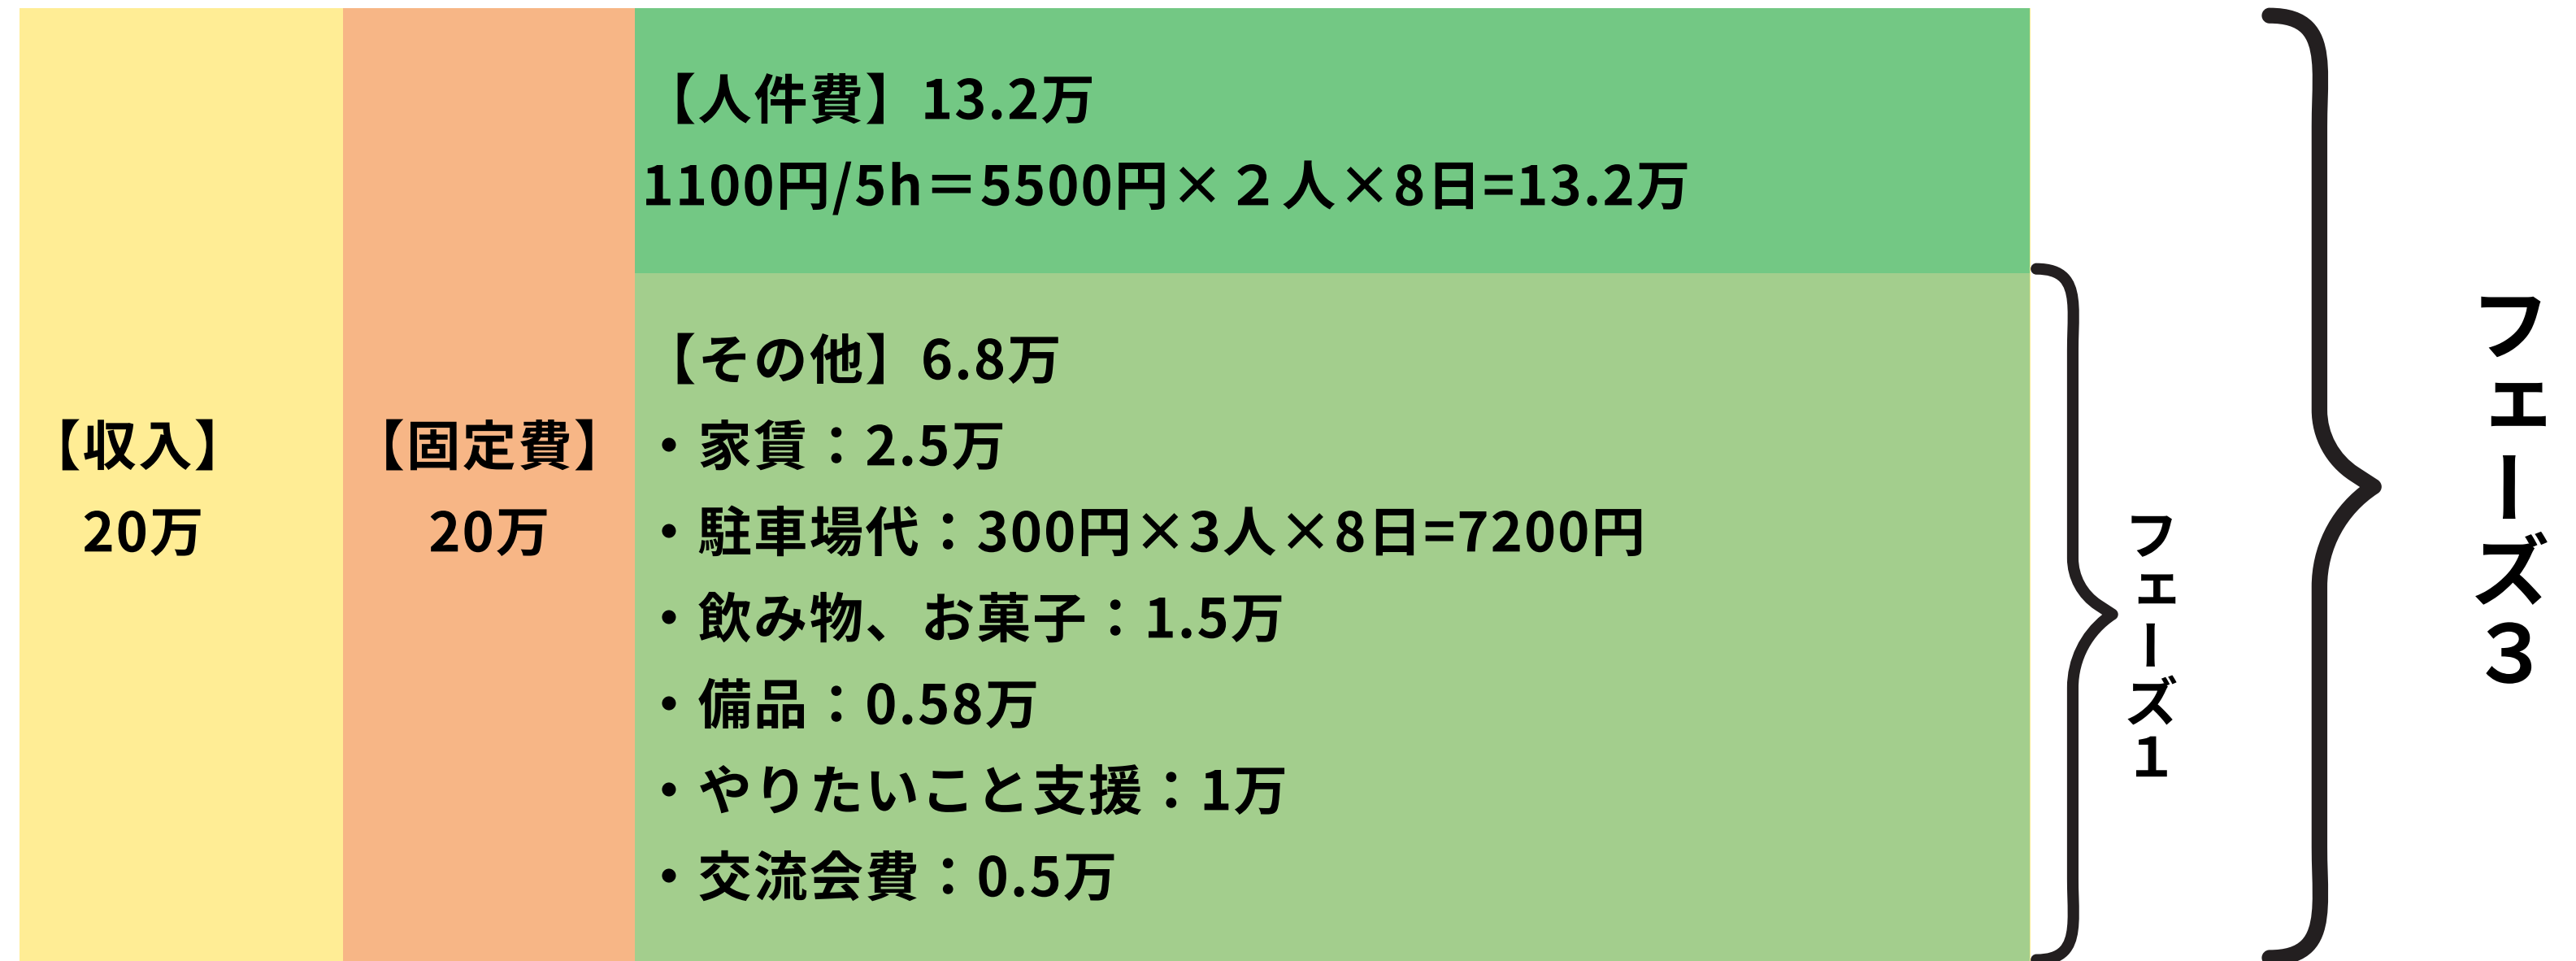 【収入】
20万
【固定費】
20万
【人件費】13.2万
1100円/5h＝5500円×２人×8日=13.2万
【その他】6.8万
・家賃：2.5万
・駐車場代：300円×3人×8日=7200円
・飲み物、お菓子：1.5万
・備品：0.58万
・やりたいこと支援：1万
・交流会費：0.5万
フェーズ１
フェーズ３